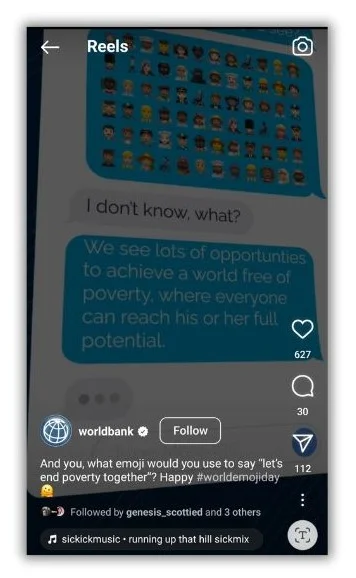 Reels
I don't know, what?
We see lots of opportunties
to achieve a world free of
poverty, where everyone
can reach his or her full
potential.
627
30
worldbank
Follow
112
And you, what emoji would you use to say "let's
end poverty together"? Happy #worldemojiday
Followed by genesis_scottied and 3 others
sickickmusic • running up that hill sickmix
T